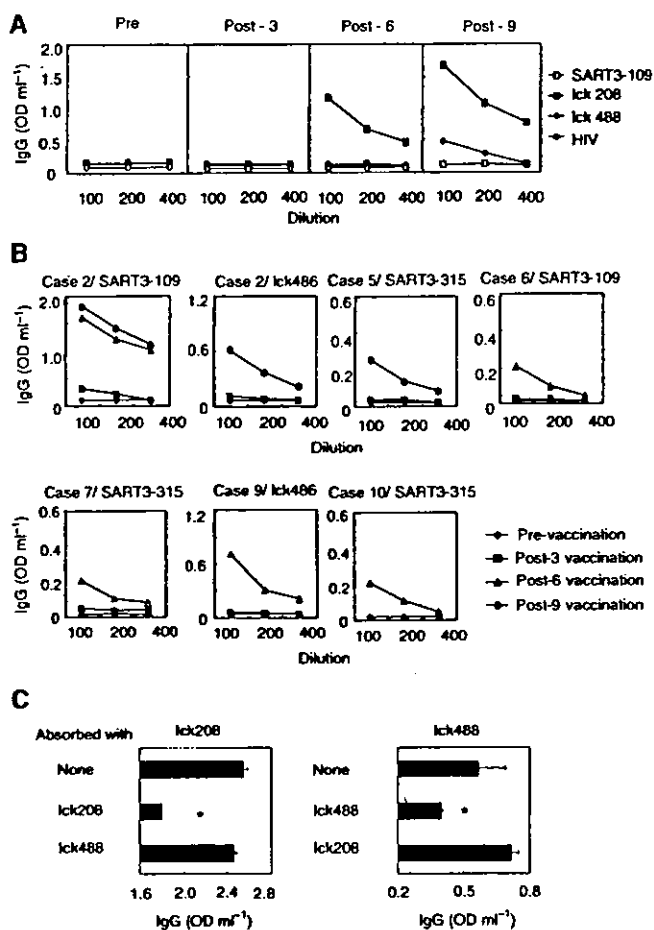 A
Pre Post - 3 Post - 6 Post - 9
2.0
1.5
1.0
0.5
0
IgG (OD ml⁻¹)
100 200 400 100 200 400 100 200 400 100 200 400
Dilution
SART3-109
lck 208
lck 488
HIV
B
Case 2/ SART3-109 Case 2/ lck486 Case 5/ SART3-315 Case 6/ SART3-109
IgG (OD ml⁻¹)
2.0 1.2 0.6 0.6
0.4 0.4
1.0 0.6
0.2 0.2
0 0 0 0
100 200 400 100 200 400 100 200 400 100 200 400
Dilution
Case 7/ SART3-315 Case 9/ lck486 Case 10/ SART3-315
IgG (OD ml⁻¹)
0.6 1.2 0.6
0.4 0.4
0.6
0.2 0.2
0 0 0
100 200 400 100 200 400 100 200 400
Dilution
Pre-vaccination
Post-3 vaccination
Post-6 vaccination
Post-9 vaccination
C
Absorbed with lck208 lck488
None None
lck208 lck488
lck488 lck208
*
*
1.6 2.0 2.4 2.8 0.2 0.5 0.8
IgG (OD ml⁻¹) IgG (OD ml⁻¹)